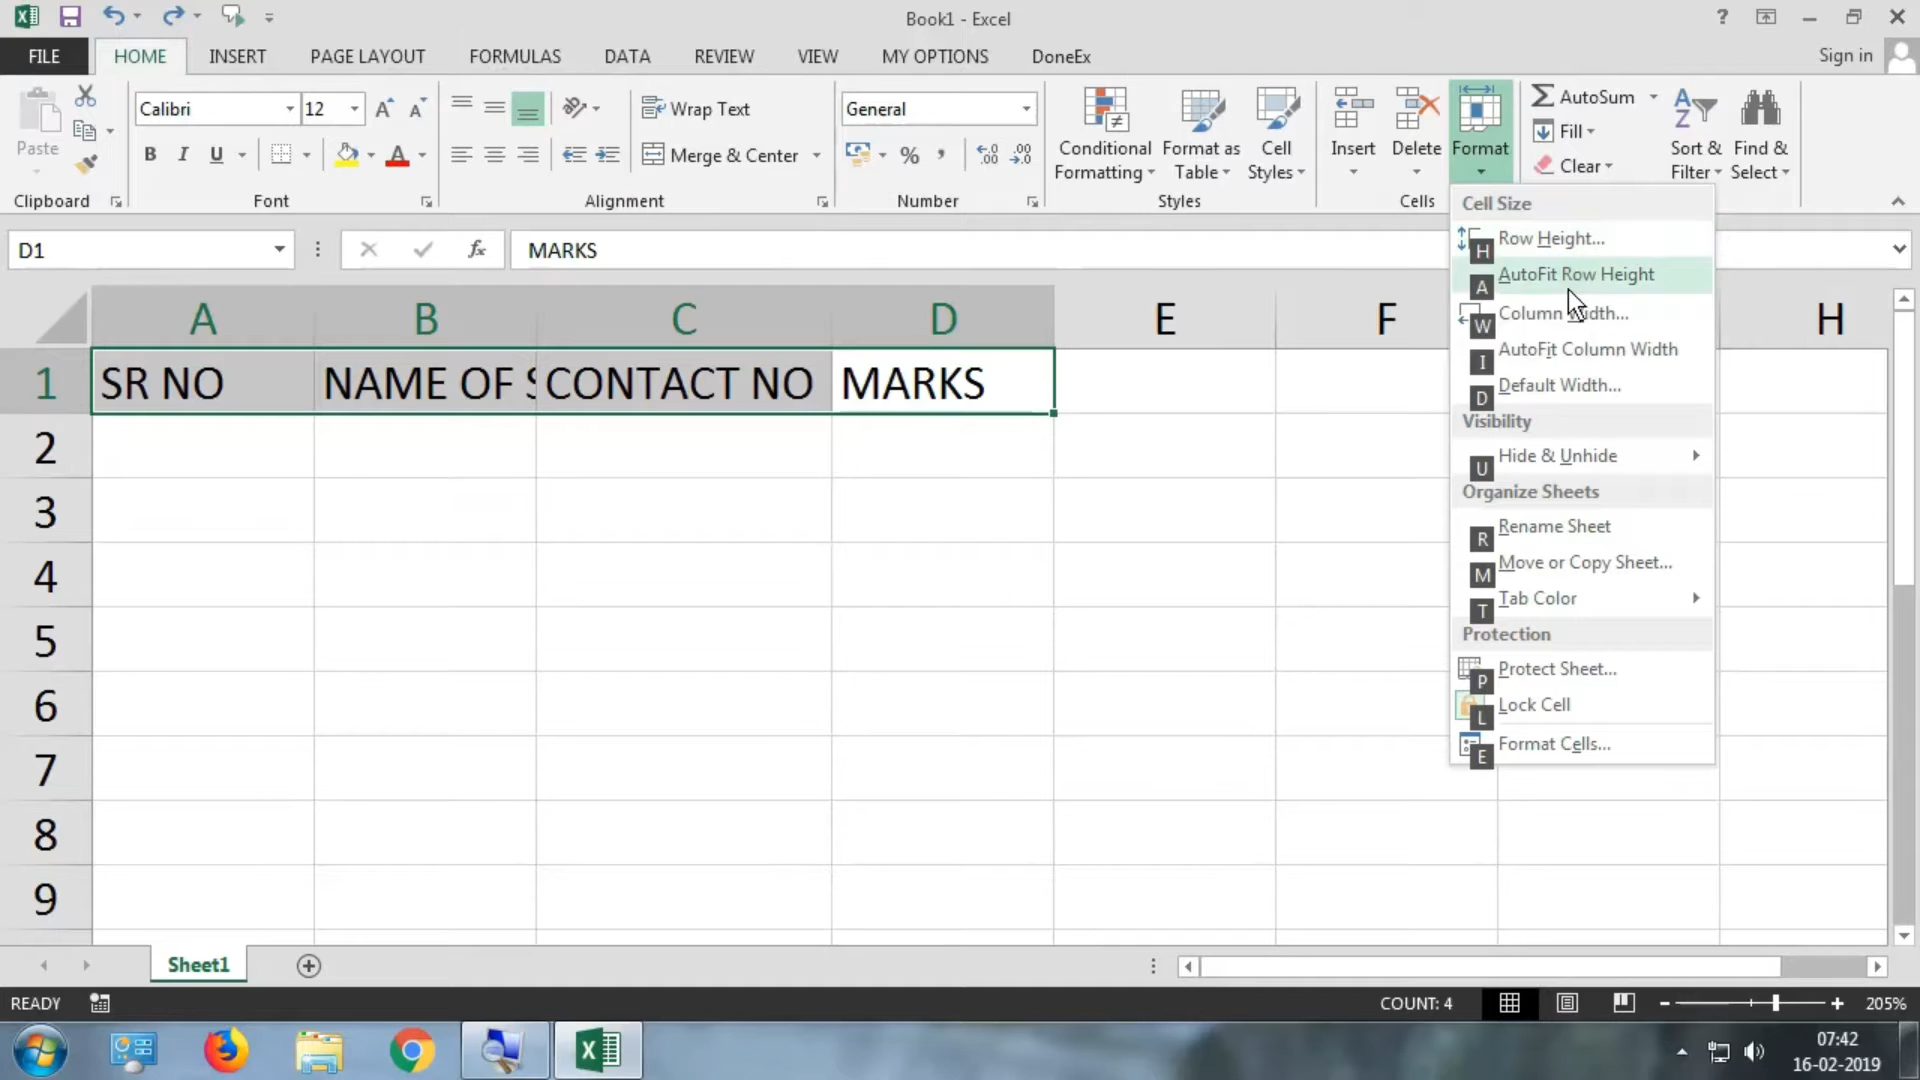 Book1 - Excel
?
FILE HOME INSERT PAGE LAYOUT FORMULAS DATA REVIEW VIEW MY OPTIONS DoneEx Sign in
Paste
Calibri 12 A A
Wrap Text
General
Conditional Formatting
Format as Table
Cell Styles
Insert
Delete
Format
AutoSum
Fill
Clear
Sort & Filter
Find & Select
B I U A
Merge & Center
% ,
.00 .0
Clipboard Font Alignment Number Styles Cells
D1 fx MARKS
Cell Size
H Row Height...
A AutoFit Row Height
W Column Width...
I AutoFit Column Width
D Default Width...
Visibility
U Hide & Unhide
Organize Sheets
R Rename Sheet
M Move or Copy Sheet...
T Tab Color
Protection
P Protect Sheet...
L Lock Cell
E Format Cells...
A B C D E F H
1 SR NO NAME OF S CONTACT NO MARKS
2
3
4
5
6
7
8
9
Sheet1
READY COUNT: 4 205%
07:42
16-02-2019